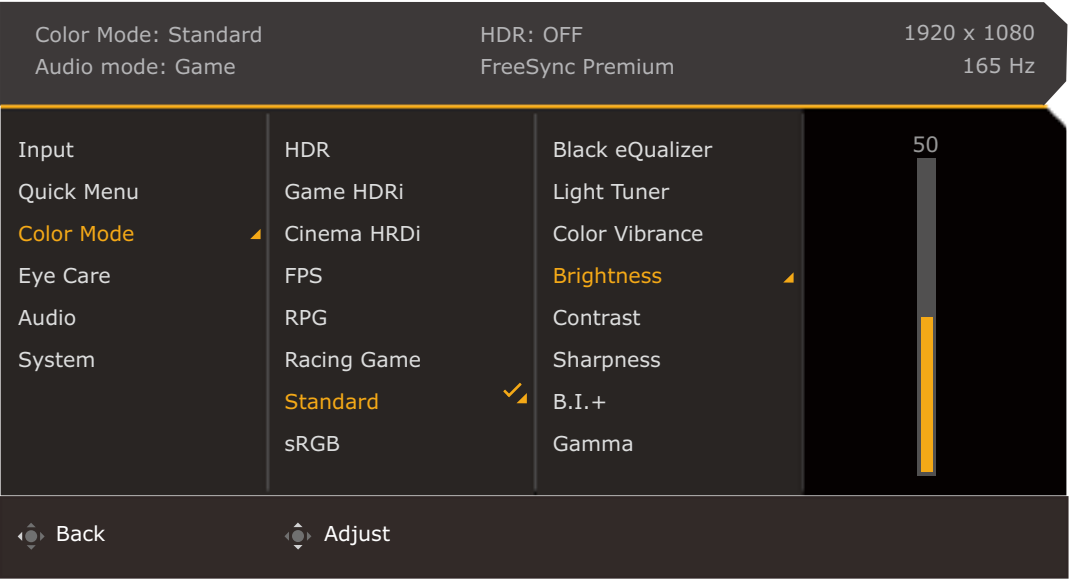 Color Mode: Standard
HDR: OFF
1920 x 1080
Audio mode: Game
FreeSync Premium
165 Hz
Input
Quick Menu
Color Mode
Eye Care
Audio
System
HDR
Game HDRi
Cinema HRDi
FPS
RPG
Racing Game
Standard
sRGB
Black eQualizer
Light Tuner
Color Vibrance
Brightness
Contrast
Sharpness
B.I.+
Gamma
50
Back
Adjust